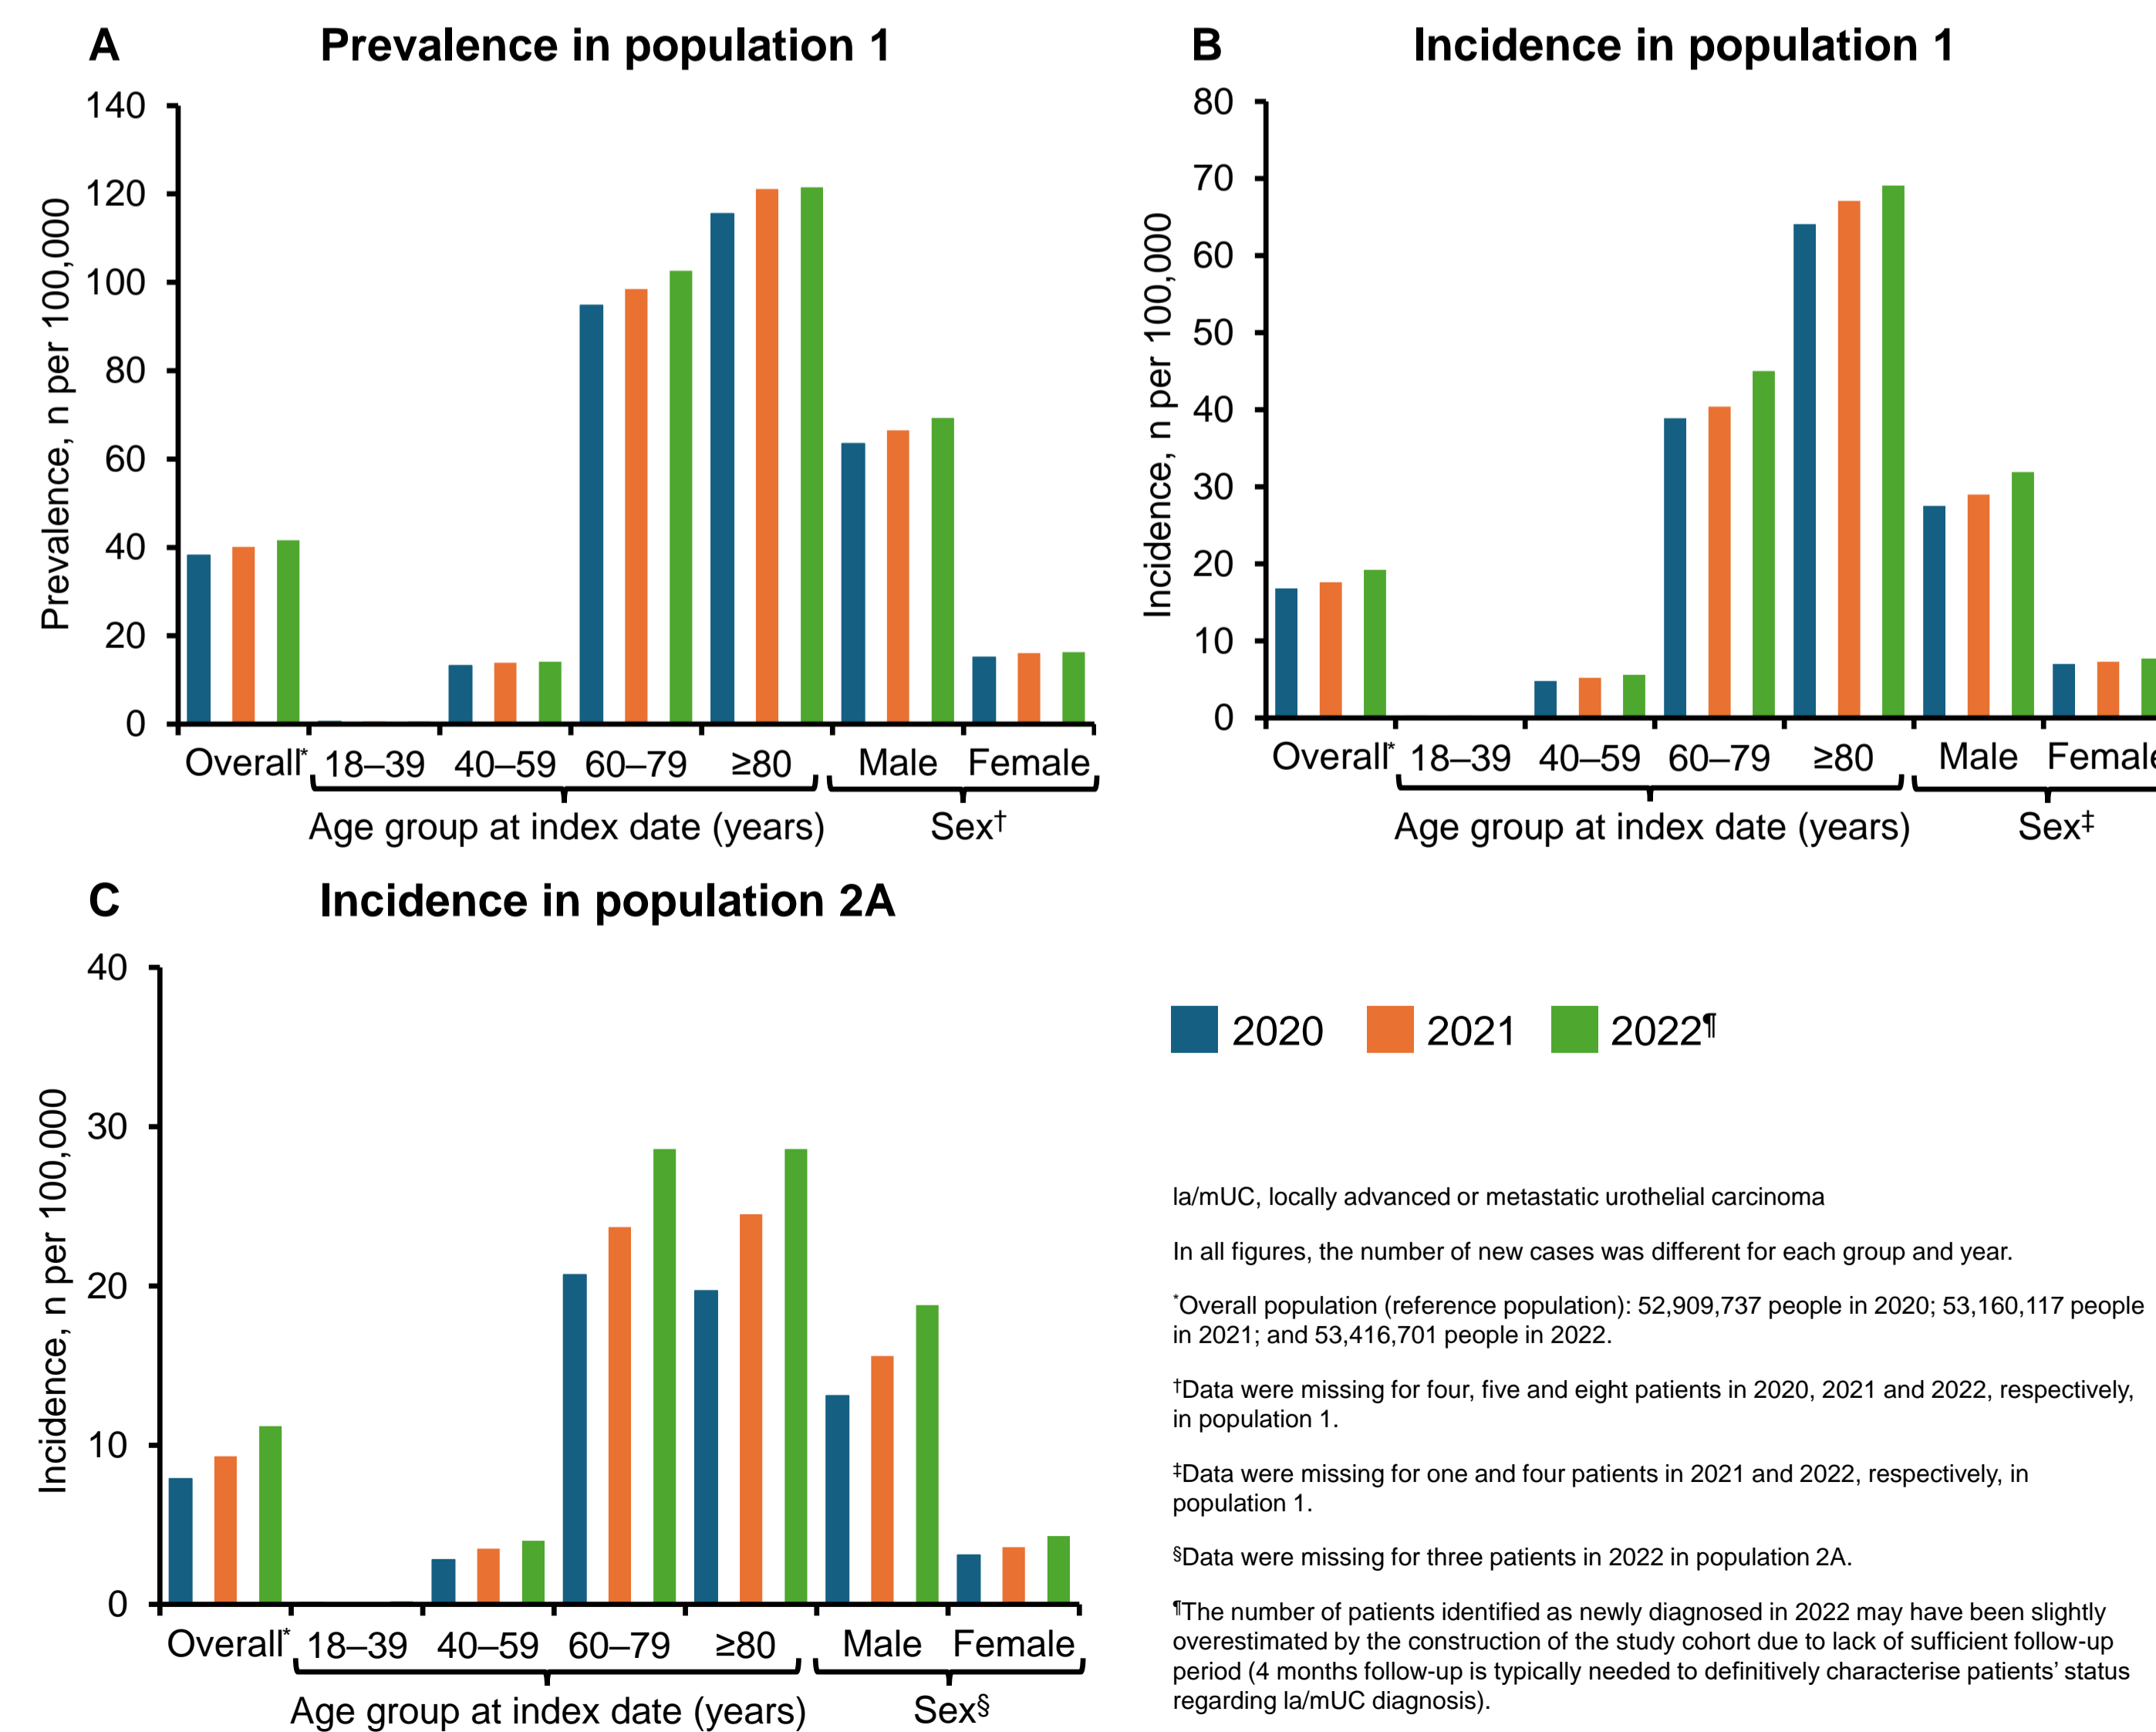 A Prevalence in population 1
Prevalence, n per 100,000
140
120
100
80
60
40
20
0
Overall* 18–39 40–59 60–79 ≥80 Male Female
Age group at index date (years) Sex†
B Incidence in population 1
Incidence, n per 100,000
80
70
60
50
40
30
20
10
0
Overall* 18–39 40–59 60–79 ≥80 Male Female
Age group at index date (years) Sex‡
C Incidence in population 2A
Incidence, n per 100,000
40
30
20
10
0
Overall* 18–39 40–59 60–79 ≥80 Male Female
Age group at index date (years) Sex§
2020 2021 2022¶
la/mUC, locally advanced or metastatic urothelial carcinoma
In all figures, the number of new cases was different for each group and year.
*Overall population (reference population): 52,909,737 people in 2020; 53,160,117 people
in 2021; and 53,416,701 people in 2022.
†Data were missing for four, five and eight patients in 2020, 2021 and 2022, respectively,
in population 1.
‡Data were missing for one and four patients in 2021 and 2022, respectively, in
population 1.
§Data were missing for three patients in 2022 in population 2A.
¶The number of patients identified as newly diagnosed in 2022 may have been slightly
overestimated by the construction of the study cohort due to lack of sufficient follow-up
period (4 months follow-up is typically needed to definitively characterise patients’ status
regarding la/mUC diagnosis).